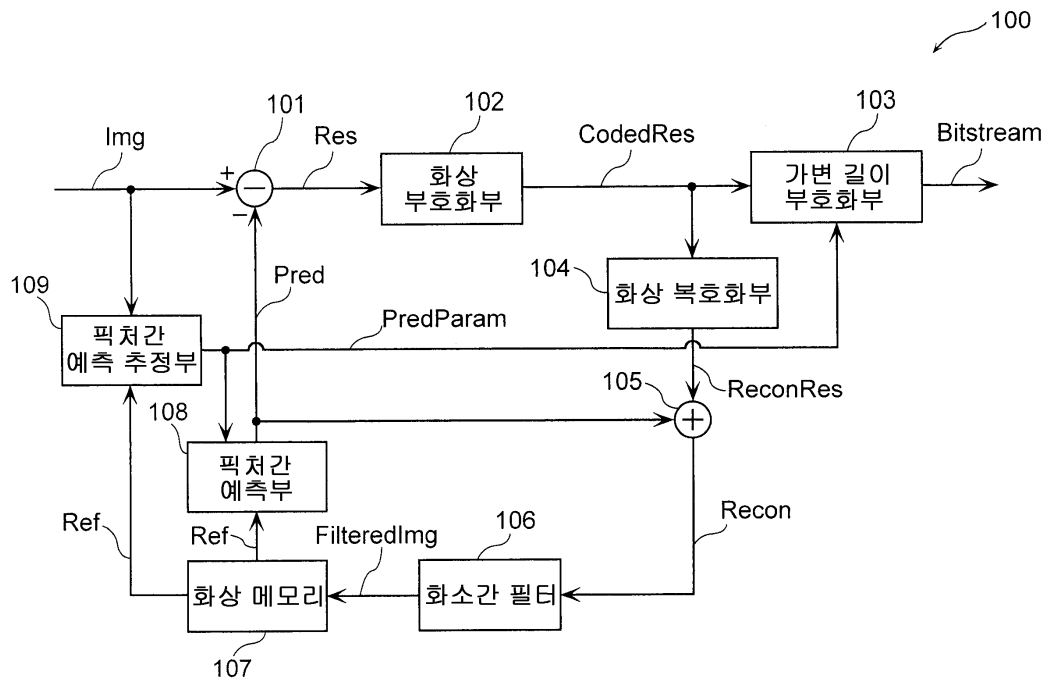 100
101
102
103
Img
Res
CodedRes
Bitstream
+
−
−
화상
부호화부
가변 길이
부호화부
104
화상 복호화부
109
Pred
PredParam
픽처간
예측 추정부
105
ReconRes
+
108
픽처간
예측부
Ref
Ref
FilteredImg
106
Recon
화상 메모리
화소간 필터
107